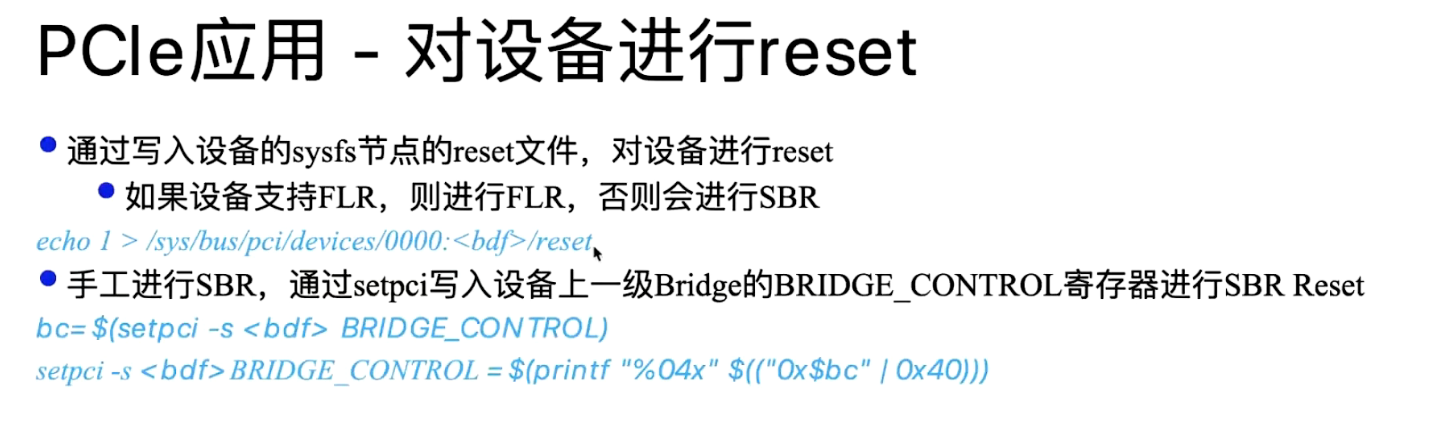 PCIe应用 - 对设备进行reset
通过写入设备的sysfs节点的reset文件，对设备进行reset
如果设备支持FLR，则进行FLR，否则会进行SBR
echo 1 > /sys/bus/pci/devices/0000:<bdf>/reset
手工进行SBR，通过setpci写入设备上一级Bridge的BRIDGE_CONTROL寄存器进行SBR Reset
bc=$(setpci -s <bdf> BRIDGE_CONTROL)
setpci -s <bdf> BRIDGE_CONTROL = $(printf "%04x" $(("0x$bc" | 0x40)))